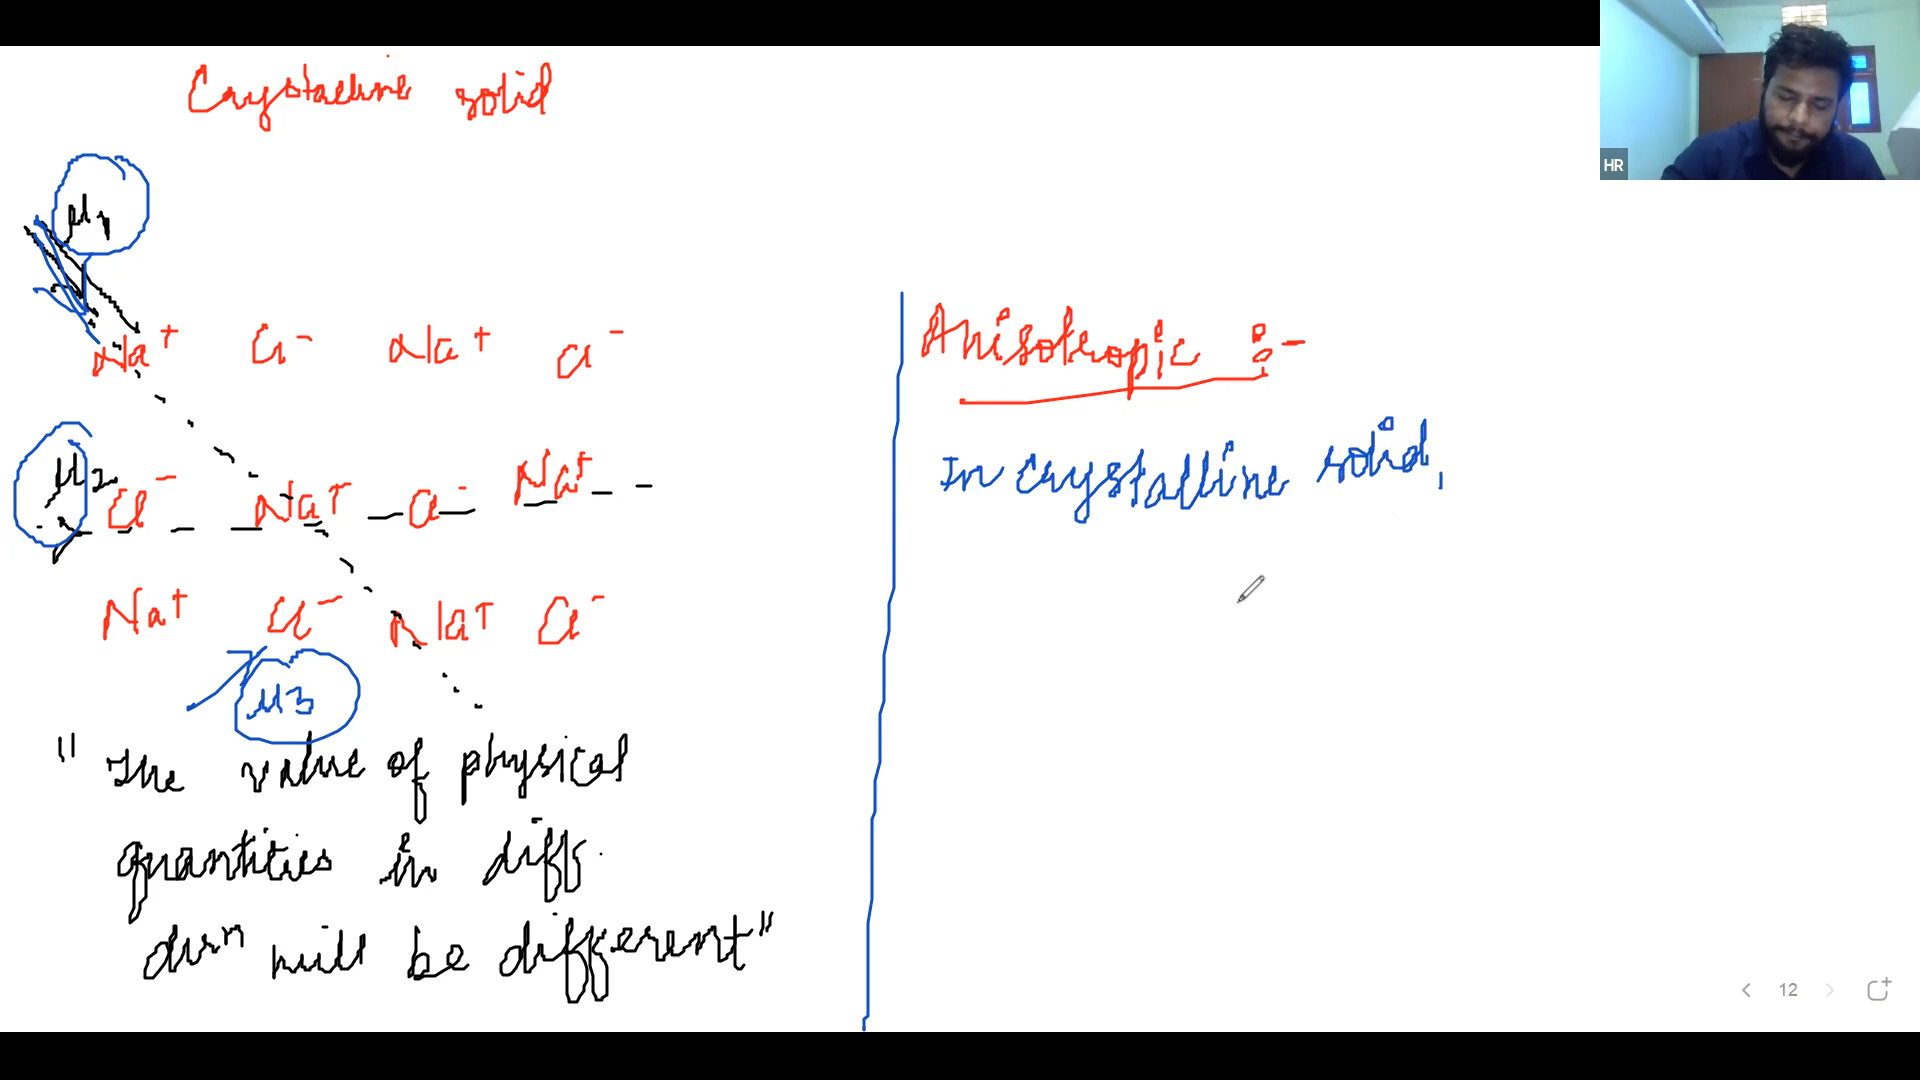 Crystalline solid
μ1
Na+ Cl- Na+ Cl-
μ2
Cl- Na+ Cl- Na+
Na+ Cl- Na+ Cl-
μ3
"The value of physical
quantities in diff.
dirn will be different"
Anisotropic :-
In crystalline solid,
HR
12